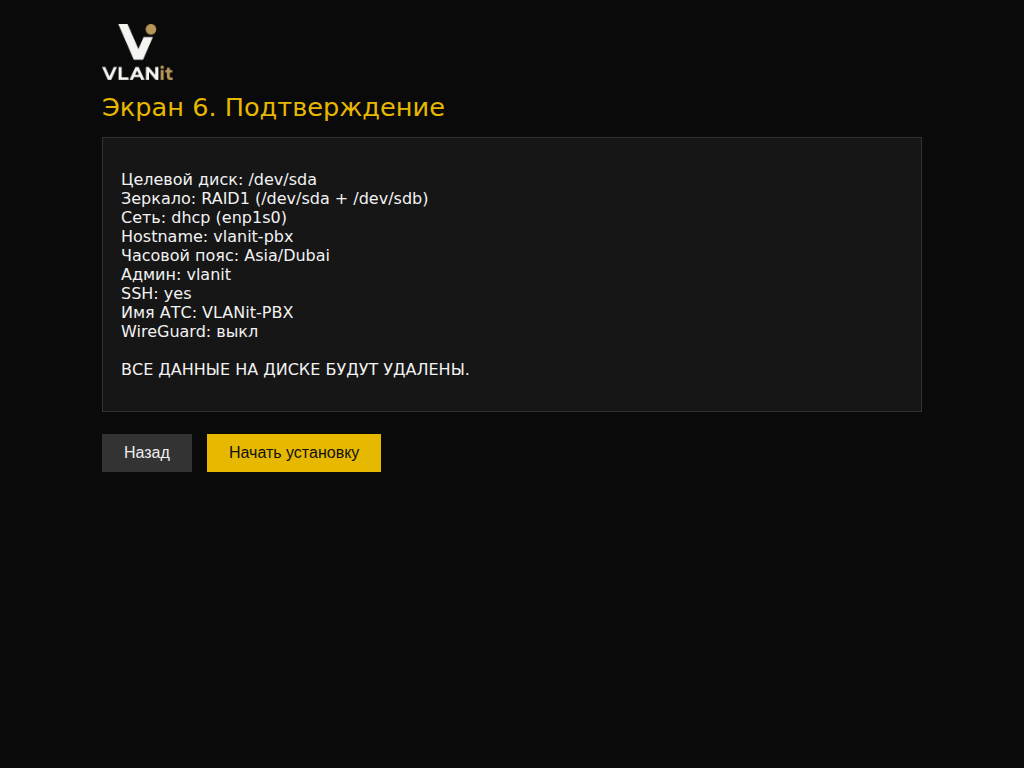 VLANit
Экран 6. Подтверждение
Целевой диск: /dev/sda
Зеркало: RAID1 (/dev/sda + /dev/sdb)
Сеть: dhcp (enp1s0)
Hostname: vlanit-pbx
Часовой пояс: Asia/Dubai
Админ: vlanit
SSH: yes
Имя АТС: VLANit-PBX
WireGuard: выкл
ВСЕ ДАННЫЕ НА ДИСКЕ БУДУТ УДАЛЕНЫ.
Назад
Начать установку